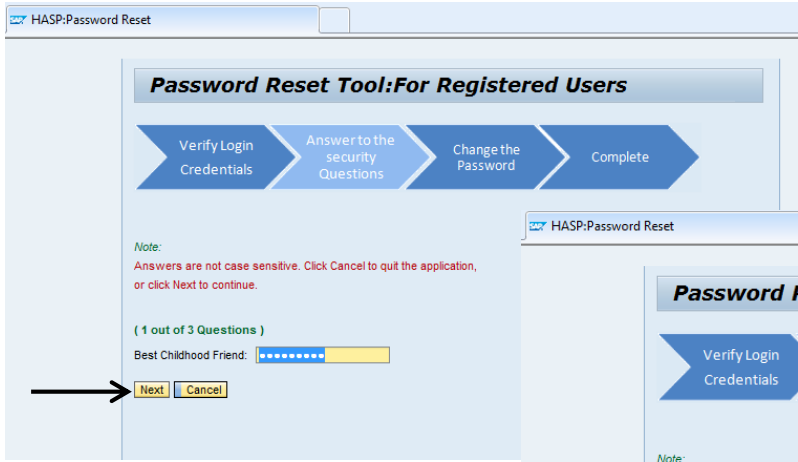 HASP:Password Reset
Password Reset Tool:For Registered Users
Verify Login
Credentials
Answer to the
security
Questions
Change the
Password
Complete
Note:
Answers are not case sensitive. Click Cancel to quit the application,
or click Next to continue.
( 1 out of 3 Questions )
Best Childhood Friend:
Next Cancel
HASP:Password Reset
Password
Verify Login
Credentials
Note: